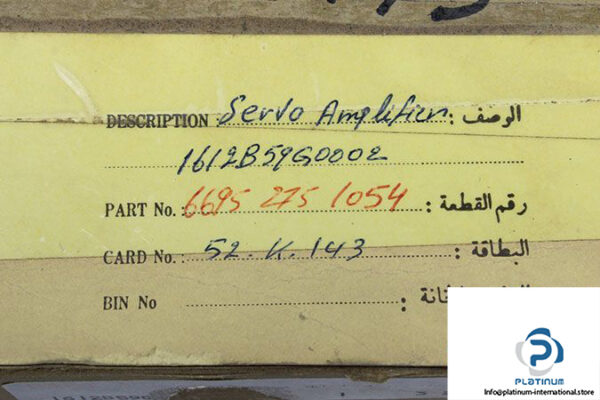 DESCRIPTION : Servo Amplifier : الوصف
1612B59G0002
PART No. : 6695 275 1054 : رقم القطعة
CARD No. : 52.K.143 : البطاقة
BIN No :
PLATINUM
Info@platinum-international.store